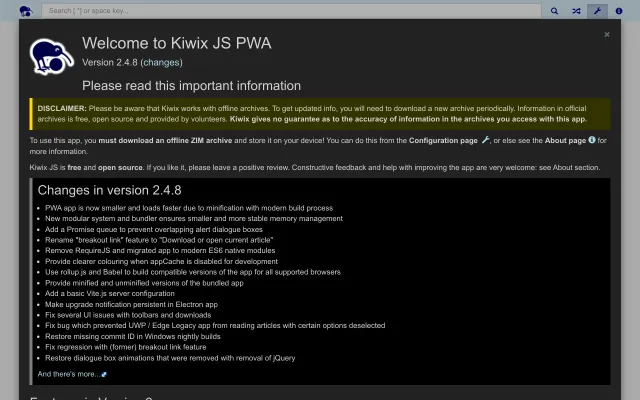 Search [ '*'] or space key...
×
Welcome to Kiwix JS PWA
Version 2.4.8 (changes)
Please read this important information
DISCLAIMER: Please be aware that Kiwix works with offline archives. To get updated info, you will need to download a new archive periodically. Information in official
archives is free, open source and provided by volunteers. Kiwix gives no guarantee as to the accuracy of information in the archives you access with this app.
To use this app, you must download an offline ZIM archive and store it on your device! You can do this from the Configuration page , or else see the About page for
more information.
Kiwix JS is free and open source. If you like it, please leave a positive review. Constructive feedback and help with improving the app are very welcome: see About section.
Changes in version 2.4.8
PWA app is now smaller and loads faster due to minification with modern build process
New modular system and bundler ensures smaller and more stable memory management
Add a Promise queue to prevent overlapping alert dialogue boxes
Rename "breakout link" feature to "Download or open current article"
Remove RequireJS and migrated app to modern ES6 native modules
Provide clearer colouring when appCache is disabled for development
Use rollup.js and Babel to build compatible versions of the app for all supported browsers
Provide minified and unminified versions of the bundled app
Add a basic Vite.js server configuration
Make upgrade notification persistent in Electron app
Fix several UI issues with toolbars and downloads
Fix bug which prevented UWP / Edge Legacy app from reading articles with certain options deselected
Restore missing commit ID in Windows nightly builds
Fix regression with (former) breakout link feature
Restore dialogue box animations that were removed with removal of jQuery
And there's more...